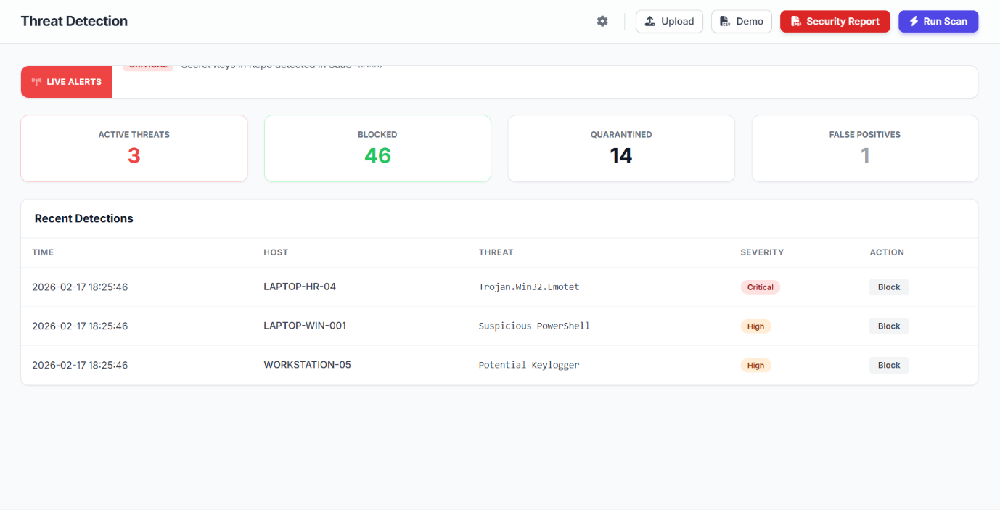 Threat Detection
Upload
Demo
Security Report
Run Scan
LIVE ALERTS
CRITICAL Secret Keys in Repo detected in SaaS
ACTIVE THREATS
3
BLOCKED
46
QUARANTINED
14
FALSE POSITIVES
1
Recent Detections
TIME HOST THREAT SEVERITY ACTION
2026-02-17 18:25:46 LAPTOP-HR-04 Trojan.Win32.Emotet Critical Block
2026-02-17 18:25:46 LAPTOP-WIN-001 Suspicious PowerShell High Block
2026-02-17 18:25:46 WORKSTATION-05 Potential Keylogger High Block